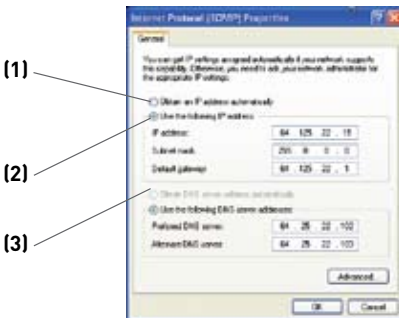 Internet Protocol (TCP/IP) Properties
General
You can get IP settings assigned automatically if your network supports
this capability. Otherwise, you need to ask your network administrator for
the appropriate IP settings.
(1)
Obtain an IP address automatically
(2)
Use the following IP address:
IP address: 64 . 125 . 22 . 
Subnet mask: 255 . 0 . 0 . 0
Default gateway: 64 . 125 . 22 . 1
Obtain DNS server address automatically
(3)
Use the following DNS server addresses:
Preferred DNS server: 64 . 25 . 22 . 102
Alternate DNS server: 64 . 25 . 22 . 103
Advanced...
OK Cancel